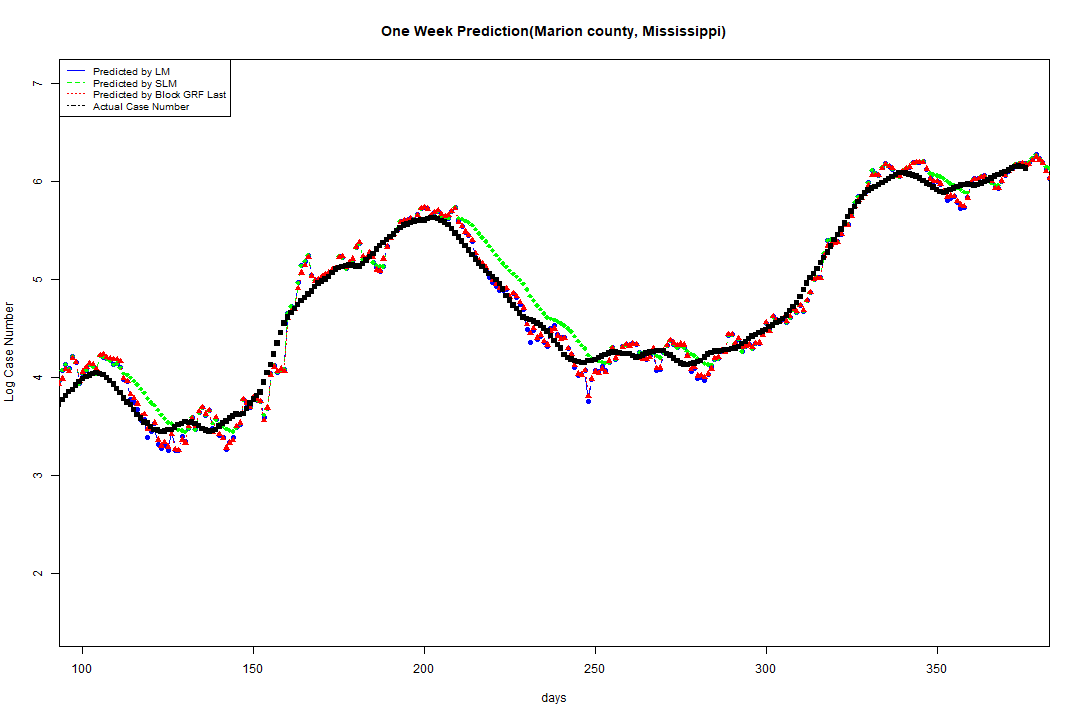 One Week Prediction(Marion county, Mississippi)
Predicted by LM
Predicted by SLM
Predicted by Block GRF Last
Actual Case Number
7
6
5
4
3
2
Log Case Number
100 150 200 250 300 350
days